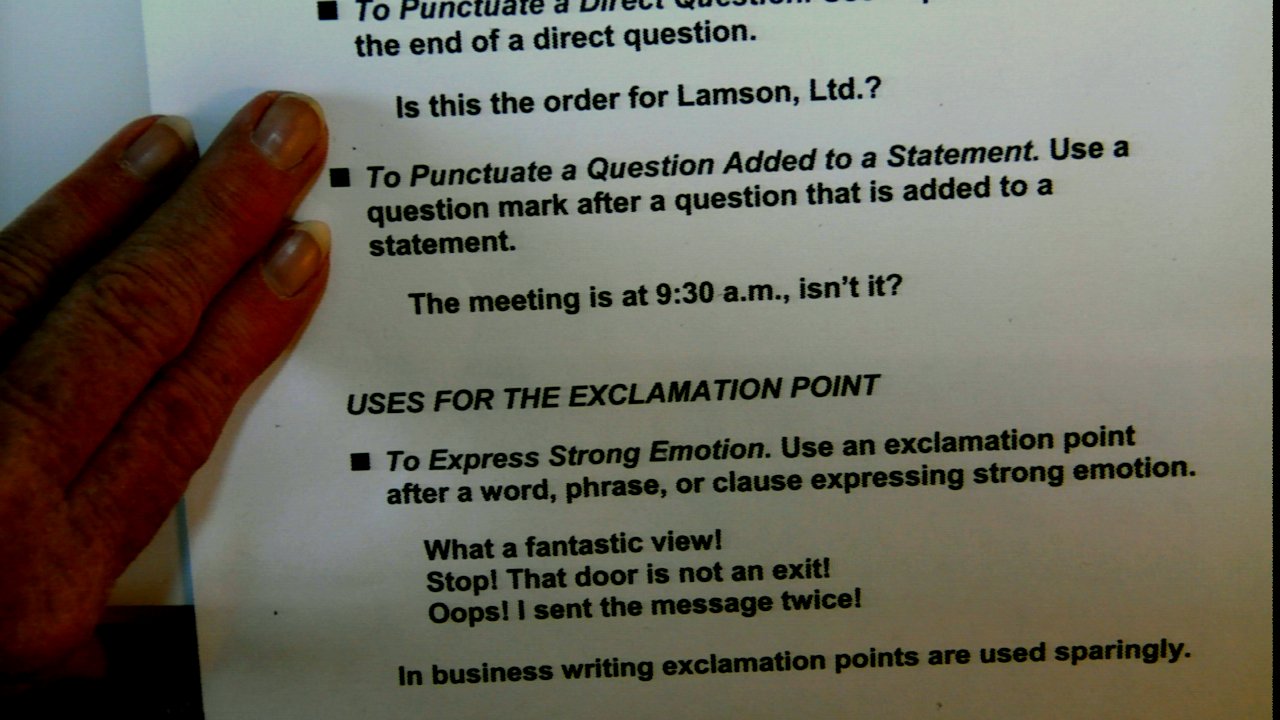 ■ To Punctuate a Direct Question.
the end of a direct question.
Is this the order for Lamson, Ltd.?
■ To Punctuate a Question Added to a Statement. Use a
question mark after a question that is added to a
statement.
The meeting is at 9:30 a.m., isn't it?
USES FOR THE EXCLAMATION POINT
■ To Express Strong Emotion. Use an exclamation point
after a word, phrase, or clause expressing strong emotion.
What a fantastic view!
Stop! That door is not an exit!
Oops! I sent the message twice!
In business writing exclamation points are used sparingly.